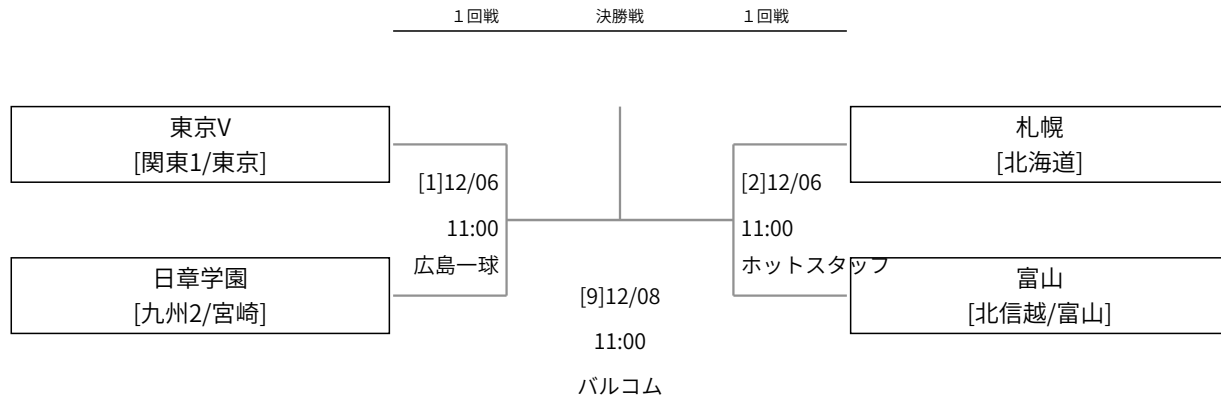 １回戦 決勝戦 １回戦
東京V
[関東1/東京]
札幌
[北海道]
[1]12/06
11:00
広島一球
[2]12/06
11:00
ホットスタッフ
日章学園
[九州2/宮崎]
富山
[北信越/富山]
[9]12/08
11:00
バルコム